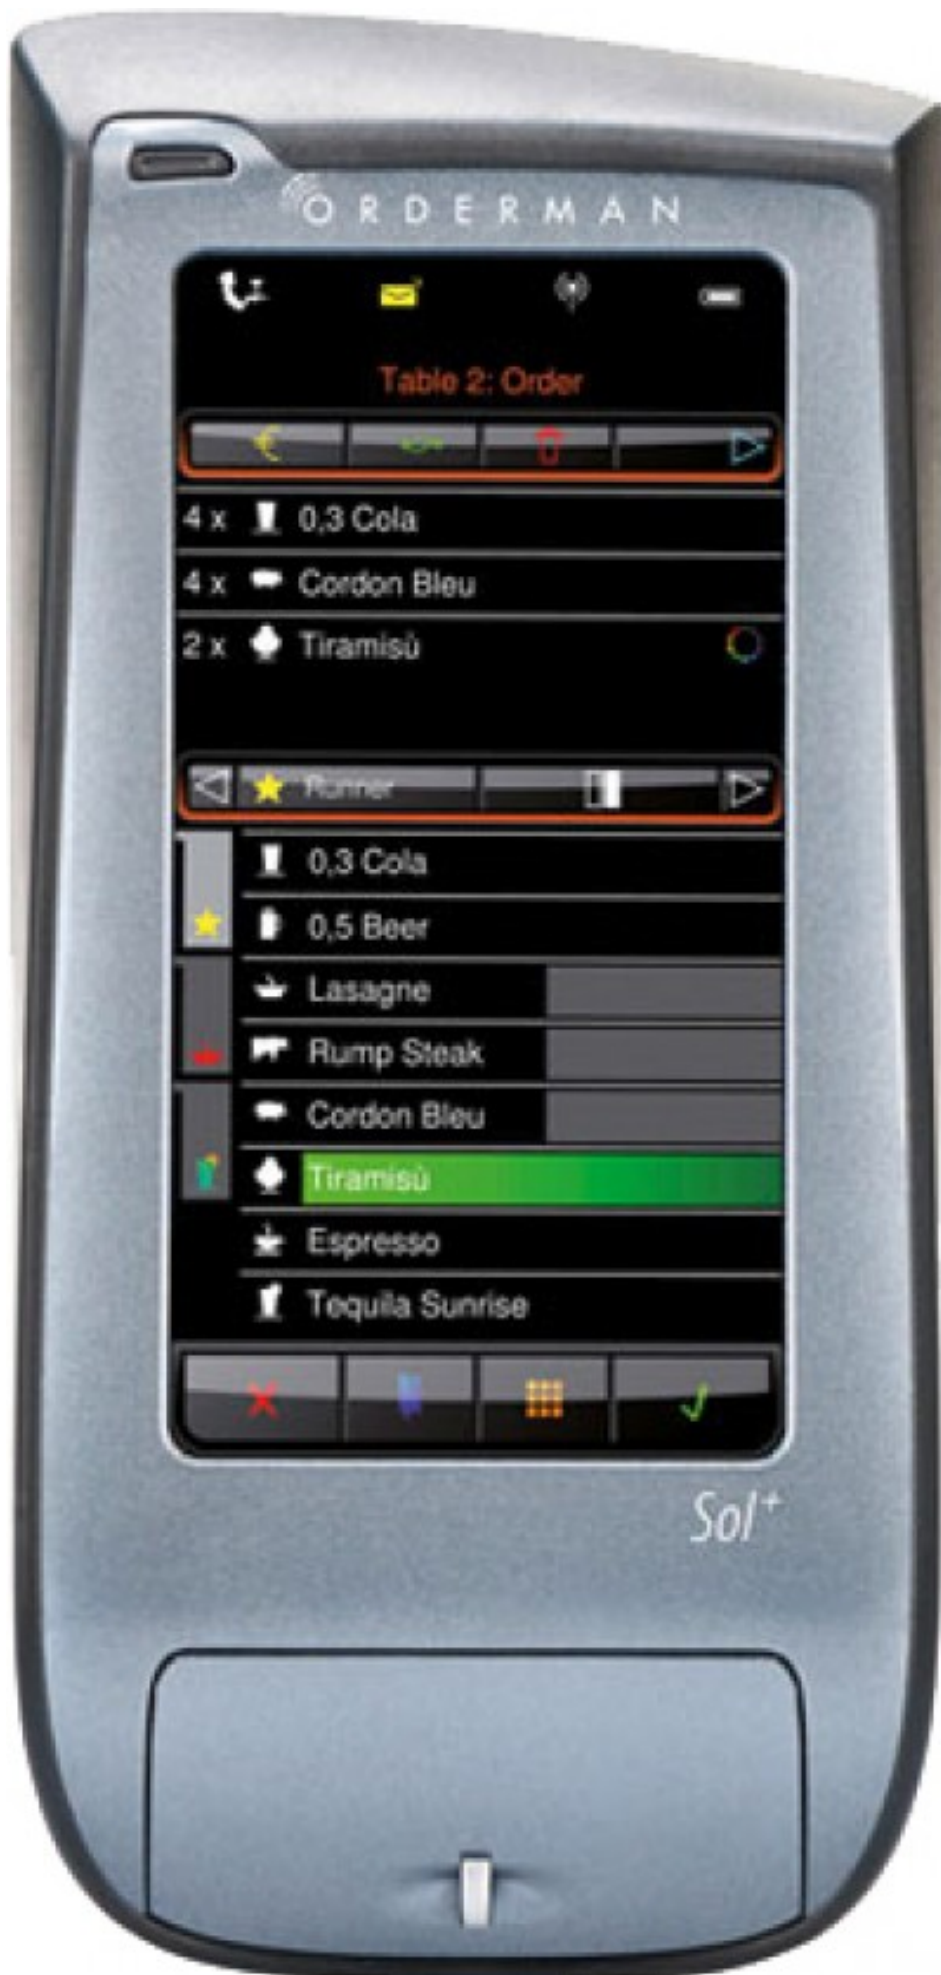 ORDERMAN
Table 2: Order
€
4 x 0,3 Cola
4 x Cordon Bleu
2 x Tiramisù
Runner
0,3 Cola
0,5 Beer
Lasagne
Rump Steak
Cordon Bleu
Tiramisù
Espresso
Tequila Sunrise
Sol+